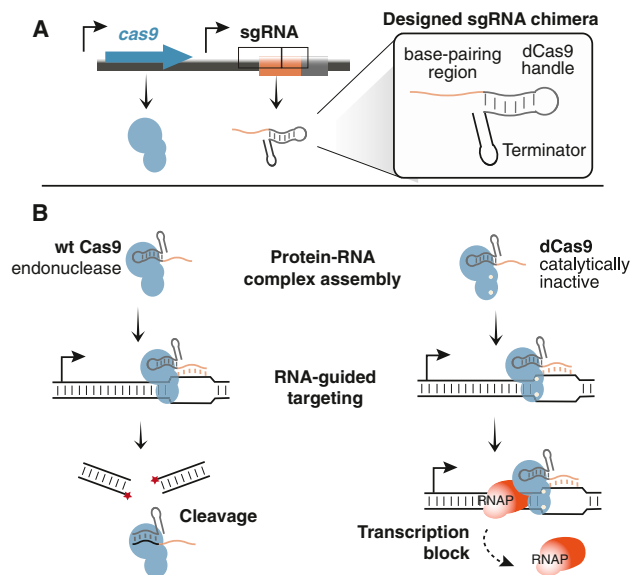 A
cas9
sgRNA
Designed sgRNA chimera
base-pairing
region
dCas9
handle
Terminator
B
wt Cas9
endonuclease
Protein-RNA
complex assembly
dCas9
catalytically
inactive
RNA-guided
targeting
Cleavage
RNAP
Transcription
block
RNAP